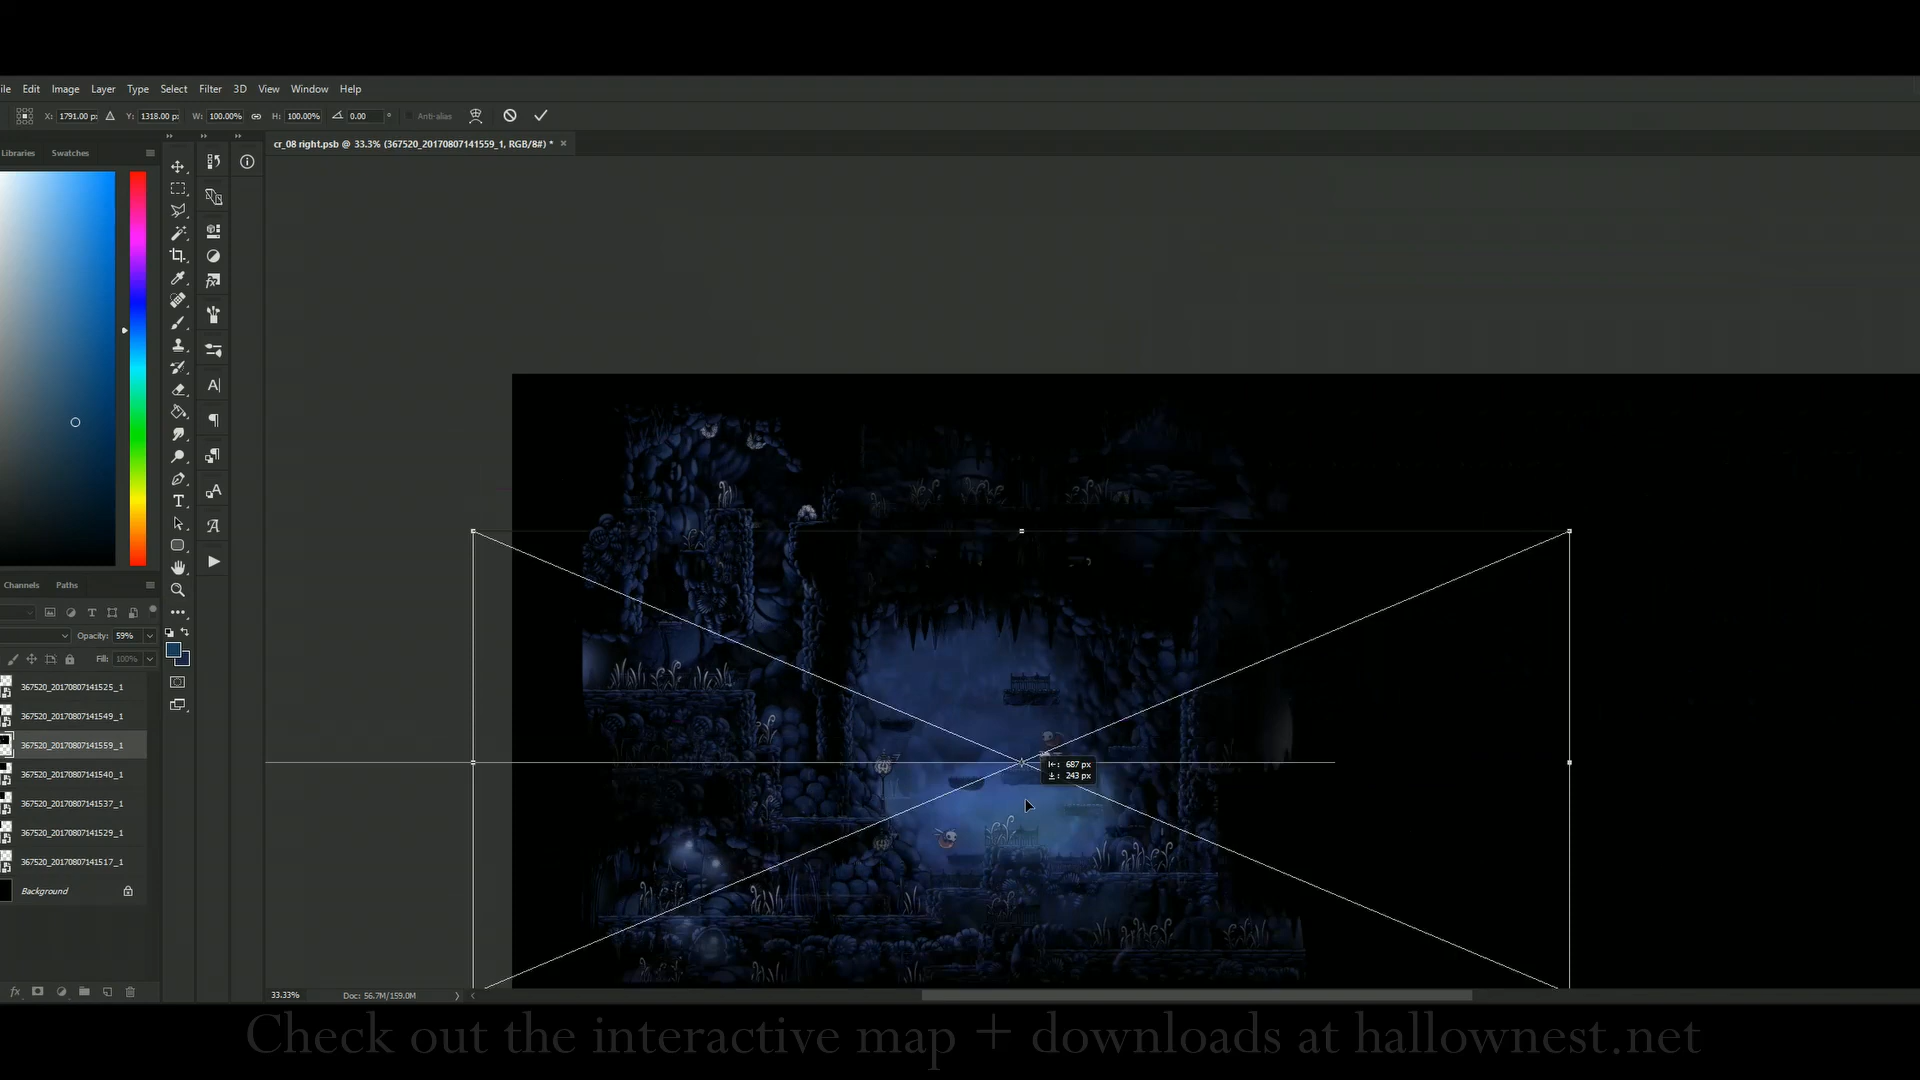 ile Edit Image Layer Type Select Filter 3D View Window Help
X: 1791.00 p: Y: 1318.00 p: W: 100.00% H: 100.00% 0.00 ° Anti-alias
cr_08 right.psb @ 33.3% (367520_20170807141559_1, RGB/8#) * ×
Libraries Swatches
Channels Paths
Opacity: 59%
Fill: 100%
367520_20170807141525_1
367520_20170807141549_1
367520_20170807141559_1
367520_20170807141540_1
367520_20170807141537_1
367520_20170807141529_1
367520_20170807141517_1
Background
687 px
243 px
33.33% Doc: 56.7M/159.0M
Check out the interactive map + downloads at hallownest.net